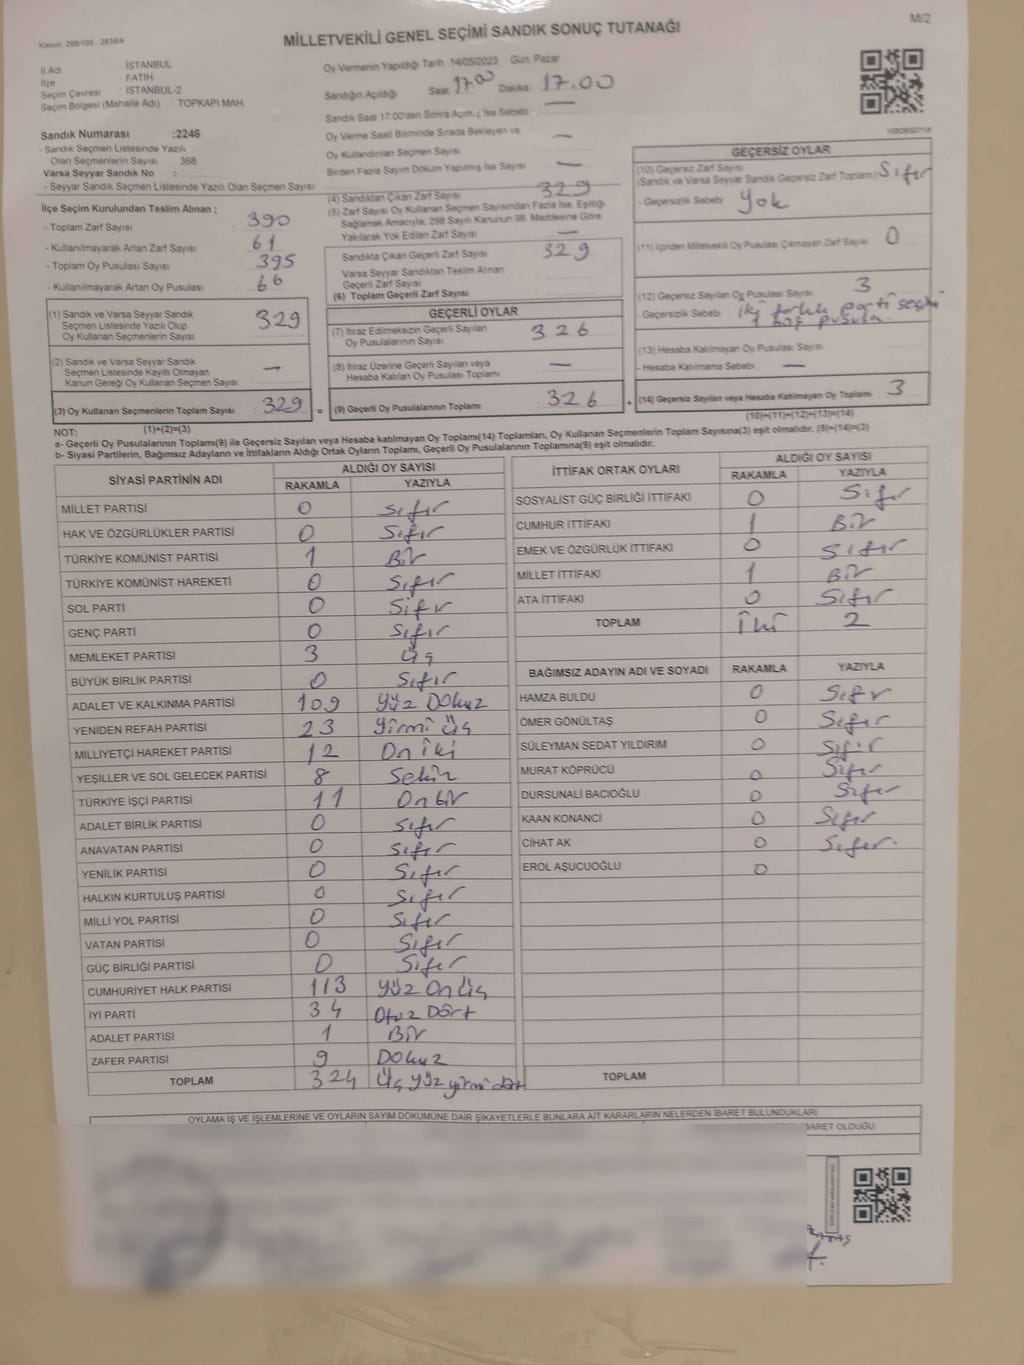 M/2
Kanun: 298/105 , 2839/4
MİLLETVEKİLİ GENEL SEÇİMİ SANDIK SONUÇ TUTANAĞI
İl Adı : İSTANBUL
İlçe : FATİH
Seçim Çevresi : İSTANBUL-2
Seçim Bölgesi (Mahalle Adı) : TOPKAPI MAH.
Oy Vermenin Yapıldığı Tarih :14/05/2023 Gün: Pazar
Sandığın Açıldığı Saat 17.00 Dakika 17.00
Sandık Saat 17:00'den Sonra Açılmış İse Sebebi —
Sandık Numarası :2246
- Sandık Seçmen Listesinde Yazılı
Olan Seçmenlerin Sayısı : 368
Varsa Seyyar Sandık No :
- Seyyar Sandık Seçmen Listesinde Yazılı Olan Seçmen Sayısı:
Oy Verme Saati Bitiminde Sırada Bekleyen ve
Oy Kullandırılan Seçmen Sayısı —
Birden Fazla Sayım Döküm Yapılmış İse Sayısı —
İlçe Seçim Kurulundan Teslim Alınan ;
- Toplam Zarf Sayısı : 390
- Kullanılmayarak Artan Zarf Sayısı : 61
- Toplam Oy Pusulası Sayısı : 395
- Kullanılmayarak Artan Oy Pusulası : 66
(4) Sandıktan Çıkan Zarf Sayısı 329
(5) Zarf Sayısı Oy Kullanan Seçmen Sayısından Fazla İse, Eşitliği
Sağlamak Amacıyla; 298 Sayılı Kanunun 98. Maddesine Göre
Yakılarak Yok Edilen Zarf Sayısı —
Sandıkta Çıkan Geçerli Zarf Sayısı 329
Varsa Seyyar Sandıktan Teslim Alınan
Geçerli Zarf Sayısı
(6) Toplam Geçerli Zarf Sayısı
GEÇERSİZ OYLAR
(10) Geçersiz Zarf Sayısı
(Sandık ve Varsa Seyyar Sandık Geçersiz Zarf Toplamı) Sıfır
- Geçersizlik Sebebi Yok
(11) İçinden Milletvekili Oy Pusulası Çıkmayan Zarf Sayısı 0
(12) Geçersiz Sayılan Oy Pusulası Sayısı 3
- Geçersizlik Sebebi İki farklı parti seçimi
1 boş pusula.
(13) Hesaba Katılmayan Oy Pusulası Sayısı
- Hesaba Katılmama Sebebi —
(14) Geçersiz Sayılan veya Hesaba Katılmayan Oy Toplamı 3
(10)+(11)+(12)+(13)=(14)
(1) Sandık ve Varsa Seyyar Sandık
Seçmen Listesinde Yazılı Olup
Oy Kullanan Seçmenlerin Sayısı 329
(2) Sandık ve Varsa Seyyar Sandık
Seçmen Listesinde Kayıtlı Olmayan
Kanun Gereği Oy Kullanan Seçmen Sayısı —
(3) Oy Kullanan Seçmenlerin Toplam Sayısı 329 =
(1)+(2)=(3)
GEÇERLİ OYLAR
(7) İtiraz Edilmeksizin Geçerli Sayılan
Oy Pusulalarının Sayısı 326
(8) İtiraz Üzerine Geçerli Sayılan veya
Hesaba Katılan Oy Pusulası Toplamı —
(9) Geçerli Oy Pusulalarının Toplamı 326 +
NOT:
a- Geçerli Oy Pusulalarının Toplamı(9) ile Geçersiz Sayılan veya Hesaba katılmayan Oy Toplamı(14) Toplamları, Oy Kullanan Seçmenlerin Toplam Sayısına(3) eşit olmalıdır. (9)+(14)=(3)
b- Siyasi Partilerin, Bağımsız Adayların ve İttifakların Aldığı Ortak Oyların Toplamı, Geçerli Oy Pusulalarının Toplamına(9) eşit olmalıdır.
SİYASİ PARTİNİN ADI ALDIĞI OY SAYISI
RAKAMLA YAZIYLA
MİLLET PARTİSİ 0 Sıfır
HAK VE ÖZGÜRLÜKLER PARTİSİ 0 Sıfır
TÜRKİYE KOMÜNİST PARTİSİ 1 Bir
TÜRKİYE KOMÜNİST HAREKETİ 0 Sıfır
SOL PARTİ 0 Sıfır
GENÇ PARTİ 0 Sıfır
MEMLEKET PARTİSİ 3 Üç
BÜYÜK BİRLİK PARTİSİ 0 Sıfır
ADALET VE KALKINMA PARTİSİ 109 Yüz Dokuz
YENİDEN REFAH PARTİSİ 23 Yirmi Üç
MİLLİYETÇİ HAREKET PARTİSİ 12 On iki
YEŞİLLER VE SOL GELECEK PARTİSİ 8 Sekiz
TÜRKİYE İŞÇİ PARTİSİ 11 On bir
ADALET BİRLİK PARTİSİ 0 Sıfır
ANAVATAN PARTİSİ 0 Sıfır
YENİLİK PARTİSİ 0 Sıfır
HALKIN KURTULUŞ PARTİSİ 0 Sıfır
MİLLİ YOL PARTİSİ 0 Sıfır
VATAN PARTİSİ 0 Sıfır
GÜÇ BİRLİĞİ PARTİSİ 0 Sıfır
CUMHURİYET HALK PARTİSİ 113 Yüz On Üç
İYİ PARTİ 34 Otuz Dört
ADALET PARTİSİ 1 Bir
ZAFER PARTİSİ 9 Dokuz
TOPLAM 324 Üç yüz yirmi dört
İTTİFAK ORTAK OYLARI ALDIĞI OY SAYISI
RAKAMLA YAZIYLA
SOSYALİST GÜÇ BİRLİĞİ İTTİFAKI 0 Sıfır
CUMHUR İTTİFAKI 1 Bir
EMEK VE ÖZGÜRLÜK İTTİFAKI 0 Sıfır
MİLLET İTTİFAKI 1 Bir
ATA İTTİFAKI 0 Sıfır
TOPLAM İki 2
BAĞIMSIZ ADAYIN ADI VE SOYADI RAKAMLA YAZIYLA
HAMZA BULDU 0 Sıfır
ÖMER GÖNÜLTAŞ 0 Sıfır
SÜLEYMAN SEDAT YILDIRIM 0 Sıfır
MURAT KÖPRÜCÜ 0 Sıfır
DURSUNALİ BACIOĞLU 0 Sıfır
KAAN KONANCİ 0 Sıfır
CİHAT AK 0 Sıfır.
EROL AŞUCUOĞLU 0
TOPLAM
OYLAMA İŞ VE İŞLEMLERİNE VE OYLARIN SAYIM DÖKÜMÜNE DAİR ŞİKAYETLERLE BUNLARA AİT KARARLARIN NELERDEN İBARET BULUNDUKLARI
BARET OLDUĞU